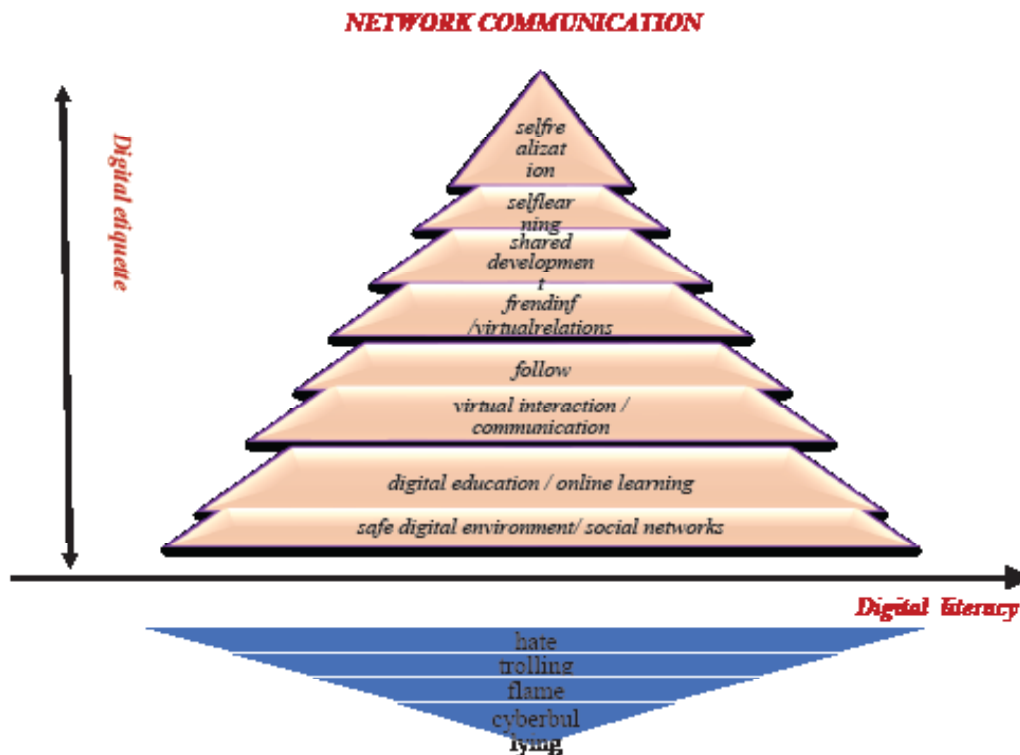 NETWORK COMMUNICATION
Digital etiquette
selfre
alizat
ion
selflear
ning
shared
developmen
t
frendinf
/virtualrelations
follow
virtual interaction /
communication
digital education / online learning
safe digital environment/ social networks
Digital literacy
hate
trolling
flame
cyberbul
lying